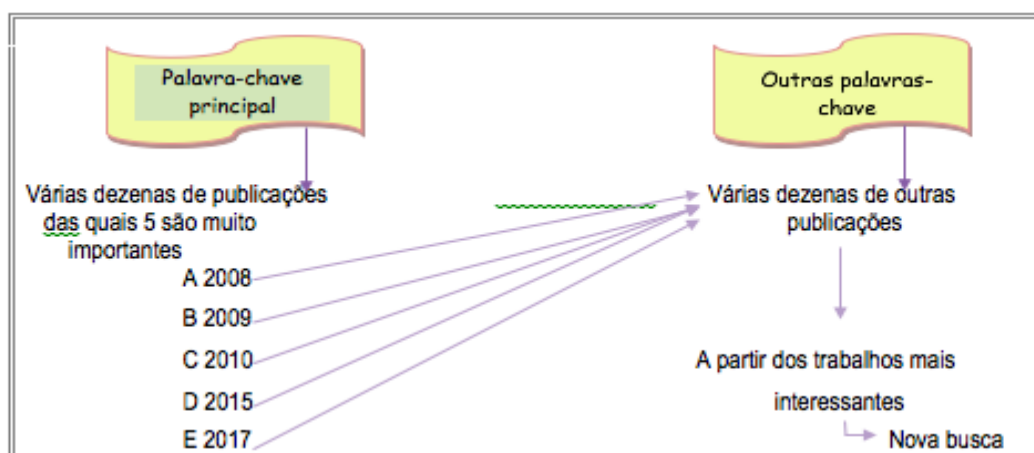 Palavra-chave
principal
Várias dezenas de publicações
das quais 5 são muito
importantes
A 2008
B 2009
C 2010
D 2015
E 2017
Outras palavras-
chave
Várias dezenas de outras
publicações
A partir dos trabalhos mais
interessantes
Nova busca